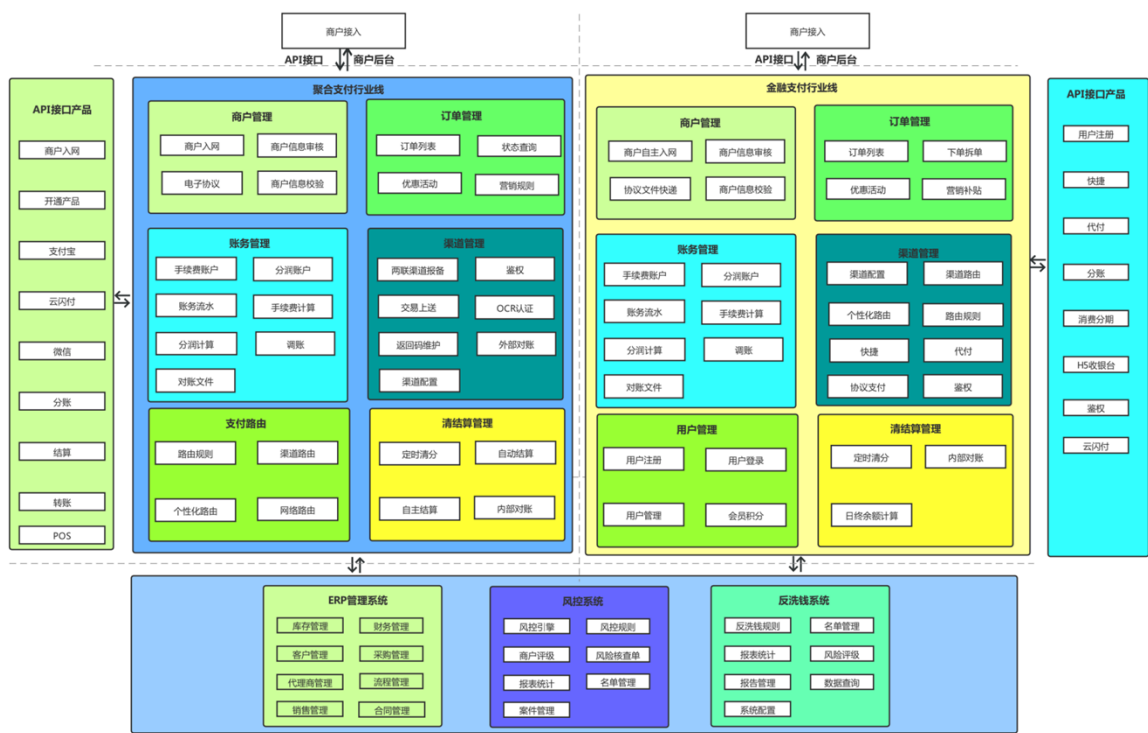 商户接入
商户接入
API接口 商户后台
API接口 商户后台
API接口产品
商户入网
开通产品
支付宝
云闪付
微信
分账
结算
转账
POS
聚合支付行业线
商户管理
商户入网 商户信息审核
电子协议 商户信息校验
订单管理
订单列表 状态查询
优惠活动 营销规则
账务管理
手续费账户 分润账户
账务流水 手续费计算
分润计算 调账
对账文件
渠道管理
两联渠道报备 鉴权
交易上送 OCR认证
返回码维护 外部对账
渠道配置
支付路由
路由规则 渠道路由
个性化路由 网络路由
清结算管理
定时清分 自动结算
自主结算 内部对账
金融支付行业线
商户管理
商户自主入网 商户信息审核
协议文件快递 商户信息校验
订单管理
订单列表 下单拆单
优惠活动 营销补贴
账务管理
手续费账户 分润账户
账务流水 手续费计算
分润计算 调账
对账文件
渠道管理
渠道配置 渠道路由
个性化路由 路由规则
快捷 代付
协议支付 鉴权
用户管理
用户注册 用户登录
用户管理 会员积分
清结算管理
定时清分 内部对账
日终余额计算
API接口产品
用户注册
快捷
代付
分账
消费分期
H5收银台
鉴权
云闪付
ERP管理系统
库存管理 财务管理
客户管理 采购管理
代理商管理 流程管理
销售管理 合同管理
风控系统
风控引擎 风控规则
商户评级 风险核查单
报表统计 名单管理
案件管理
反洗钱系统
反洗钱规则 名单管理
报表统计 风险评级
报告管理 数据查询
系统配置